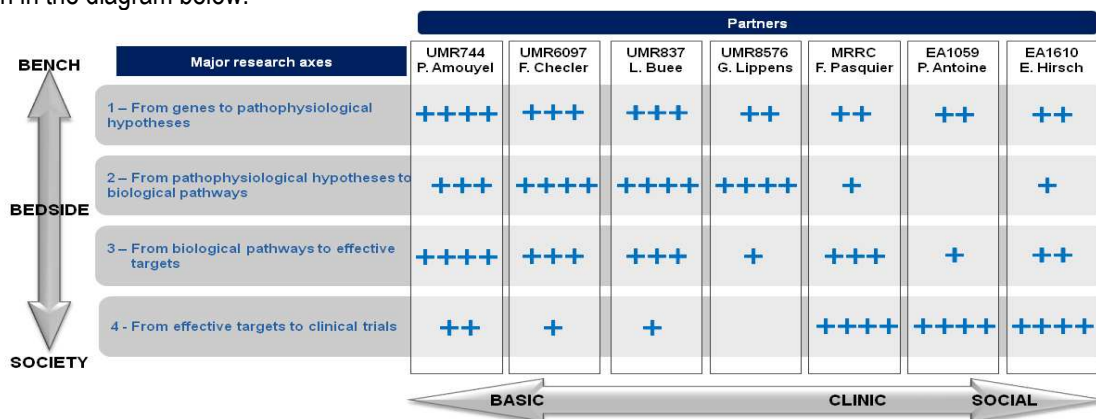 n in the diagram below.
Partners
BENCH
Major research axes
UMR744
P. Amouyel
UMR6097
F. Checler
UMR837
L. Buee
UMR8576
G. Lippens
MRRC
F. Pasquier
EA1059
P. Antoine
EA1610
E. Hirsch
1 – From genes to pathophysiological
hypotheses
++++ +++ +++ ++ ++ ++ ++
2 – From pathophysiological hypotheses to
biological pathways
+++ ++++ ++++ ++++ + +
BEDSIDE
3 – From biological pathways to effective
targets
++++ +++ +++ + +++ + ++
4 - From effective targets to clinical trials
++ + + ++++ ++++ ++++
SOCIETY
BASIC CLINIC SOCIAL